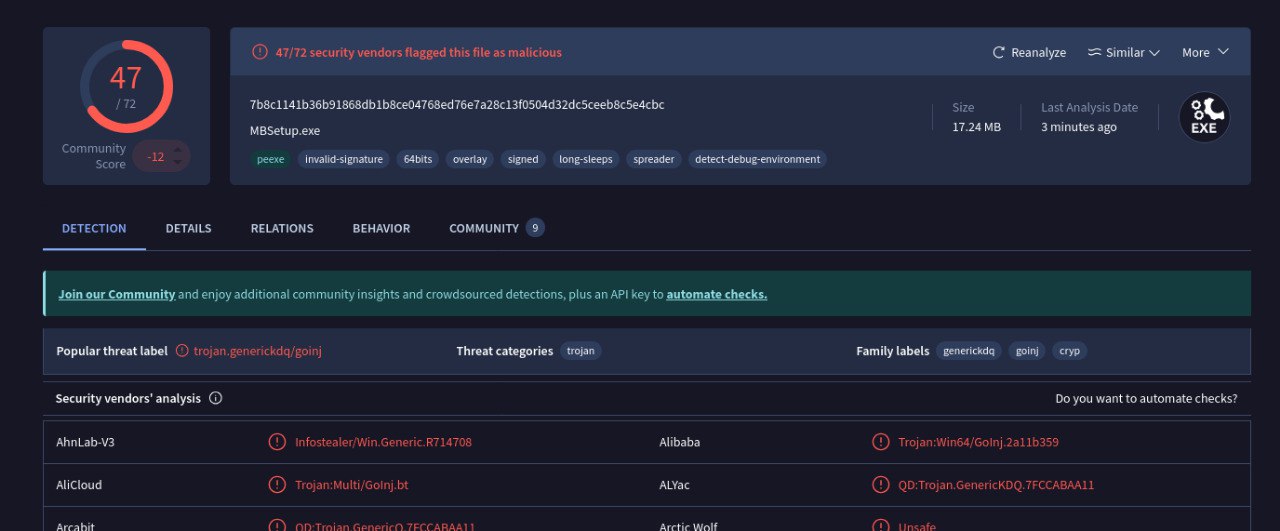 47
/ 72
Community Score
-12
47/72 security vendors flagged this file as malicious
Reanalyze
Similar
More
7b8c1141b36b91868db1b8ce04768ed76e7a28c13f0504d32dc5ceeb8c5e4cbc
MBSetup.exe
Size
17.24 MB
Last Analysis Date
3 minutes ago
EXE
peexe invalid-signature 64bits overlay signed long-sleeps spreader detect-debug-environment
DETECTION DETAILS RELATIONS BEHAVIOR COMMUNITY 9
Join our Community and enjoy additional community insights and crowdsourced detections, plus an API key to automate checks.
Popular threat label trojan.generickdq/goinj Threat categories trojan Family labels generickdq goinj cryp
Security vendors' analysis Do you want to automate checks?
AhnLab-V3 Infostealer/Win.Generic.R714708 Alibaba Trojan:Win64/GoInj.2a11b359
AliCloud Trojan:Multi/GoInj.bt ALYac QD:Trojan.GenericKDQ.7FCCABAA11
Arcabit QD:Trojan.GenericQ.7FCCABAA11 Arctic Wolf Unsafe